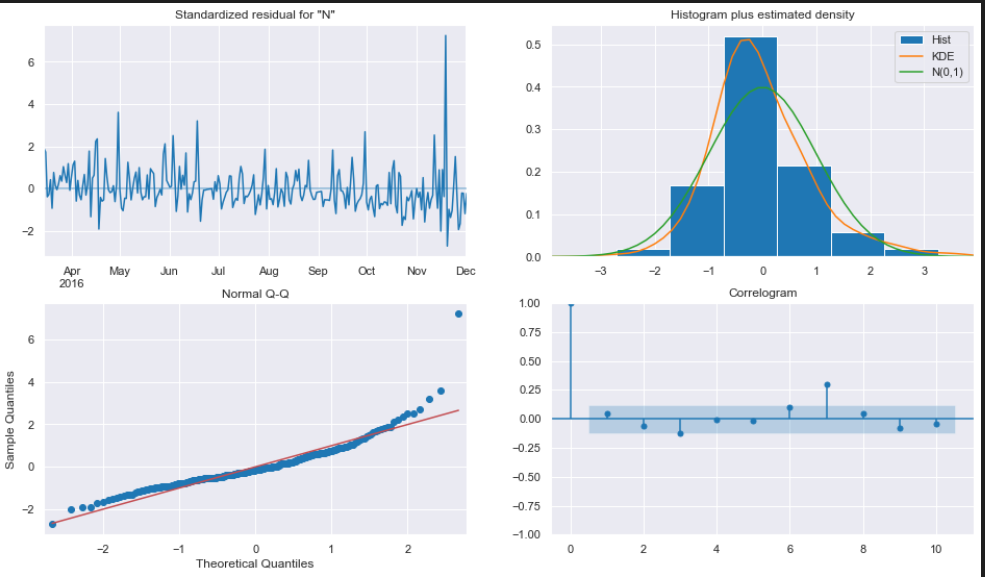 Standardized residual for "N"
6
4
2
0
−2
Apr
2016
May
Jun
Jul
Aug
Sep
Oct
Nov
Dec
Histogram plus estimated density
Hist
KDE
N(0,1)
0.5
0.4
0.3
0.2
0.1
0.0
−3
−2
−1
0
1
2
3
Normal Q-Q
Sample Quantiles
6
4
2
0
−2
−2
−1
0
1
2
Theoretical Quantiles
Correlogram
1.00
0.75
0.50
0.25
0.00
−0.25
−0.50
−0.75
−1.00
0
2
4
6
8
10